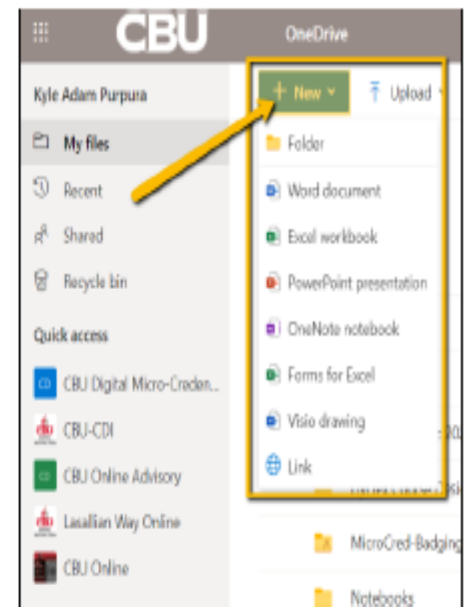 CBU
OneDrive
Kyle Adam Purpura
+ New
Upload
My files
Recent
Shared
Recycle bin
Quick access
CD CBU Digital Micro-Creden...
CBU-CDI
CD CBU Online Advisory
Lasallian Way Online
CBU Online
Folder
Word document
Excel workbook
PowerPoint presentation
OneNote notebook
Forms for Excel
Visio drawing
Link
MicroCred-Badging
Notebooks